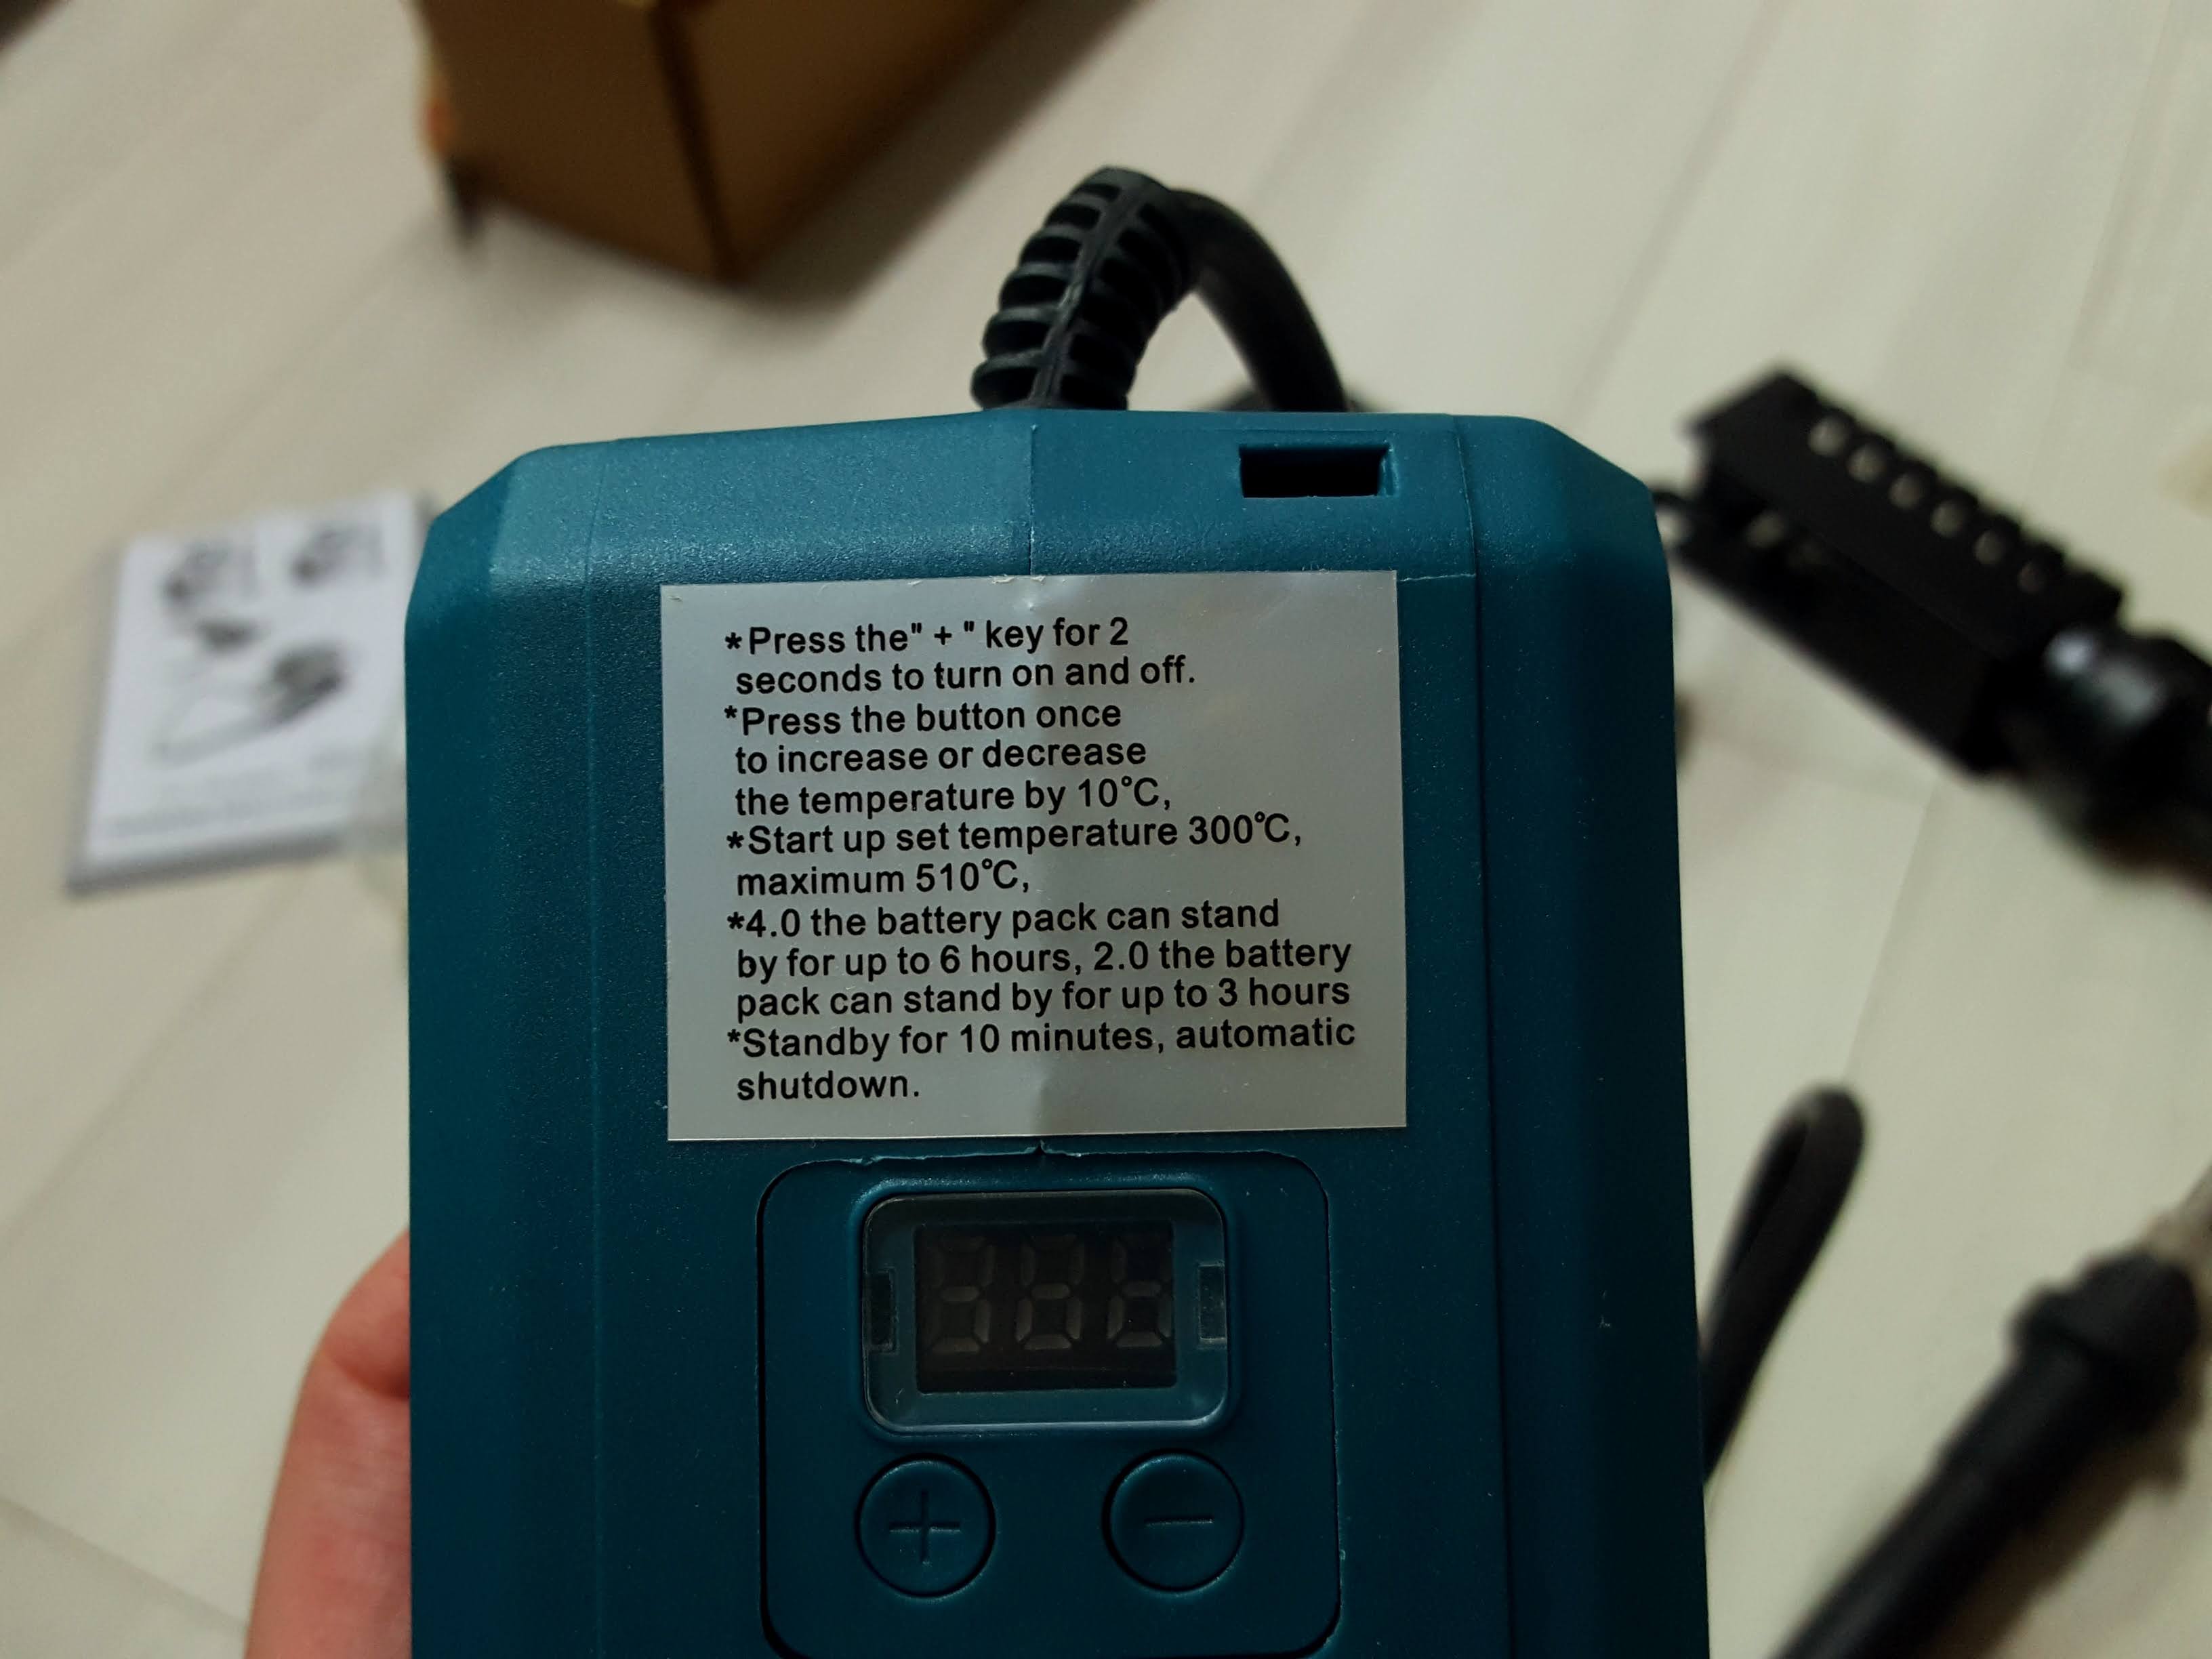 *Press the" + " key for 2
seconds to turn on and off.
*Press the button once
to increase or decrease
the temperature by 10℃,
*Start up set temperature 300℃,
maximum 510℃,
*4.0 the battery pack can stand
by for up to 6 hours, 2.0 the battery
pack can stand by for up to 3 hours
*Standby for 10 minutes, automatic
shutdown.
+ −